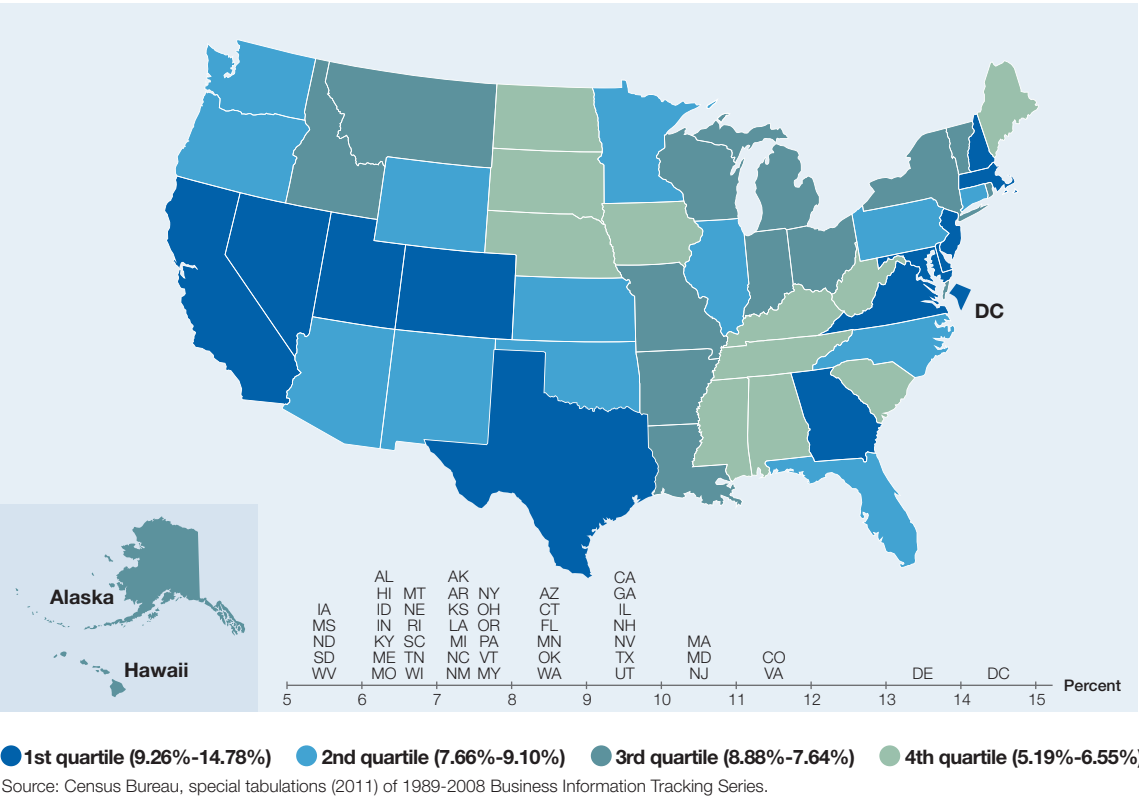 DC
Alaska
Hawaii
AL AK CA
HI MT AR NY AZ GA
IA ID NE KS OH CT IL
MS IN RI LA OR FL NH
ND KY SC MI PA MN NV MA
SD ME TN NC VT OK TX MD CO
WV MO WI NM MY WA UT NJ VA DE DC
Percent
5 6 7 8 9 10 11 12 13 14 15
1st quartile (9.26%-14.78%) 2nd quartile (7.66%-9.10%) 3rd quartile (8.88%-7.64%) 4th quartile (5.19%-6.55%)
Source: Census Bureau, special tabulations (2011) of 1989-2008 Business Information Tracking Series.